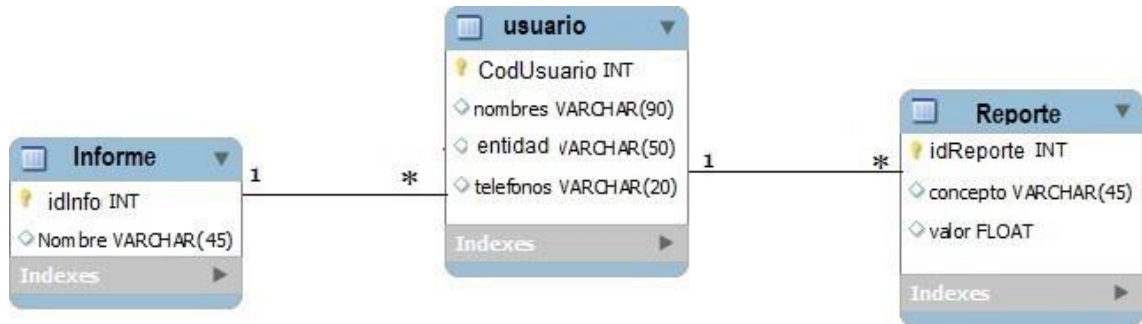 Informe
idInfo INT
Nombre VARCHAR(45)
Indexes
1
*
usuario
CodUsuario INT
nombres VARCHAR(90)
entidad VARCHAR(50)
telefonos VARCHAR(20)
Indexes
1
*
Reporte
idReporte INT
concepto VARCHAR(45)
valor FLOAT
Indexes